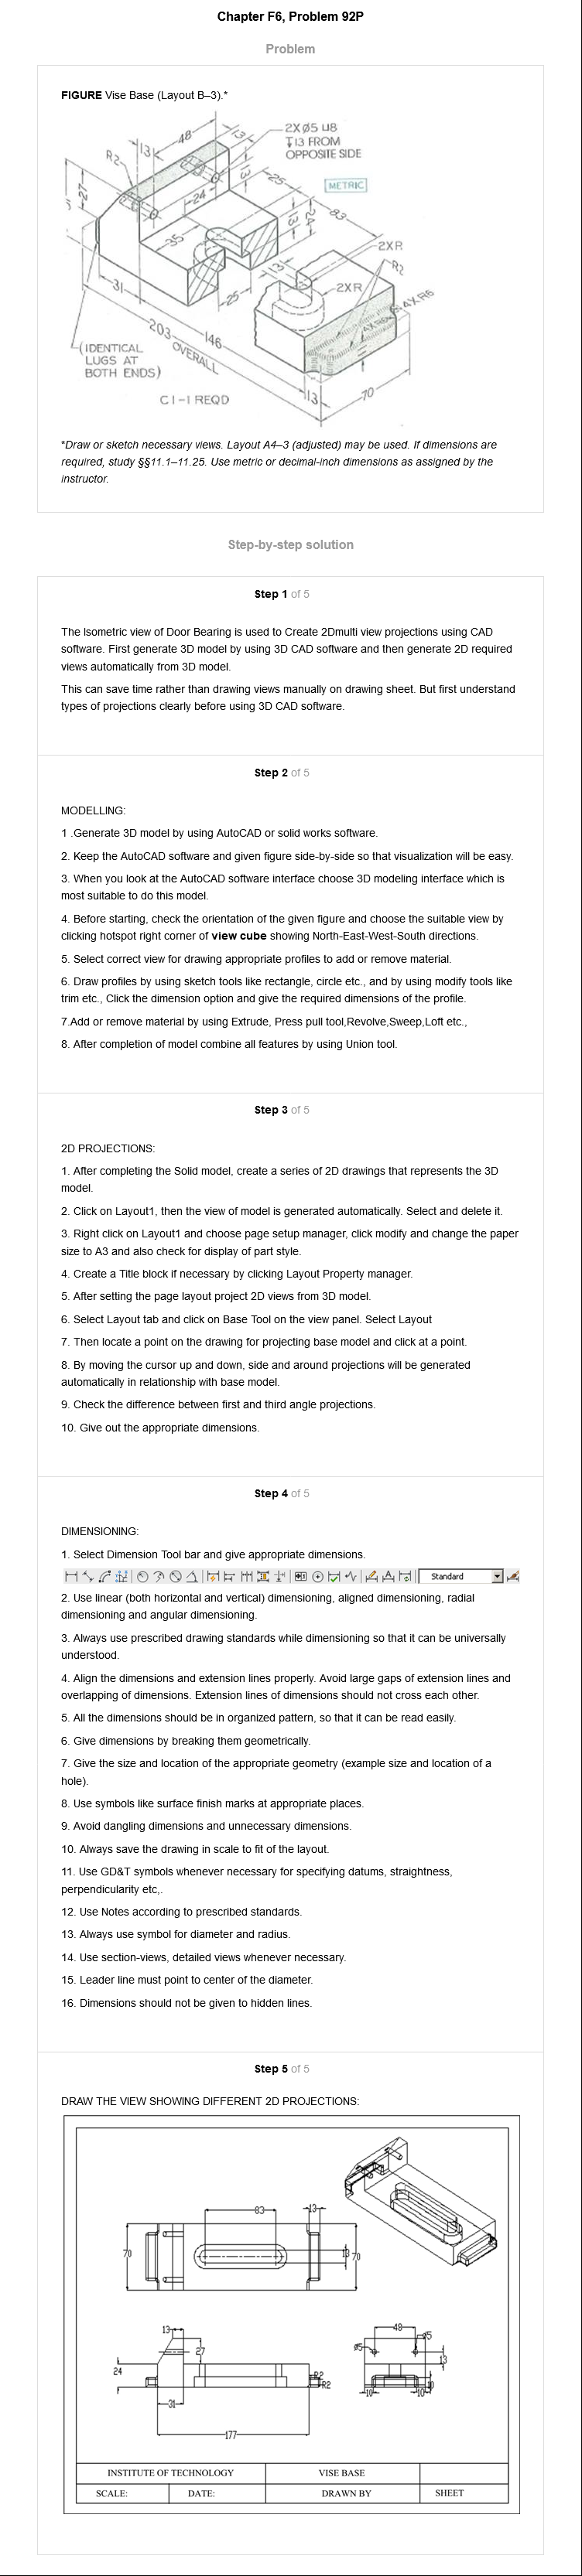 Chapter F6, Problem 92P
Problem
FIGURE Vise Base (Layout B–3).*
2X Ø5 ⌴8
↧13 FROM
OPPOSITE SIDE
METRIC
48
13
13
R2
27
24
13
25
13
24
83
35
2XR
13
R2
2XR
4X R6
31
25
203 OVERALL
146
(IDENTICAL
LUGS AT
BOTH ENDS)
13
70
CI–I REQD
*Draw or sketch necessary views. Layout A4–3 (adjusted) may be used. If dimensions are
required, study §§11.1–11.25. Use metric or decimal-inch dimensions as assigned by the
instructor.
Step-by-step solution
Step 1 of 5
The Isometric view of Door Bearing is used to Create 2Dmulti view projections using CAD
software. First generate 3D model by using 3D CAD software and then generate 2D required
views automatically from 3D model.
This can save time rather than drawing views manually on drawing sheet. But first understand
types of projections clearly before using 3D CAD software.
Step 2 of 5
MODELLING:
1 .Generate 3D model by using AutoCAD or solid works software.
2. Keep the AutoCAD software and given figure side-by-side so that visualization will be easy.
3. When you look at the AutoCAD software interface choose 3D modeling interface which is
most suitable to do this model.
4. Before starting, check the orientation of the given figure and choose the suitable view by
clicking hotspot right corner of view cube showing North-East-West-South directions.
5. Select correct view for drawing appropriate profiles to add or remove material.
6. Draw profiles by using sketch tools like rectangle, circle etc., and by using modify tools like
trim etc., Click the dimension option and give the required dimensions of the profile.
7.Add or remove material by using Extrude, Press pull tool,Revolve,Sweep,Loft etc.,
8. After completion of model combine all features by using Union tool.
Step 3 of 5
2D PROJECTIONS:
1. After completing the Solid model, create a series of 2D drawings that represents the 3D
model.
2. Click on Layout1, then the view of model is generated automatically. Select and delete it.
3. Right click on Layout1 and choose page setup manager, click modify and change the paper
size to A3 and also check for display of part style.
4. Create a Title block if necessary by clicking Layout Property manager.
5. After setting the page layout project 2D views from 3D model.
6. Select Layout tab and click on Base Tool on the view panel. Select Layout
7. Then locate a point on the drawing for projecting base model and click at a point.
8. By moving the cursor up and down, side and around projections will be generated
automatically in relationship with base model.
9. Check the difference between first and third angle projections.
10. Give out the appropriate dimensions.
Step 4 of 5
DIMENSIONING:
1. Select Dimension Tool bar and give appropriate dimensions.
Standard
2. Use linear (both horizontal and vertical) dimensioning, aligned dimensioning, radial
dimensioning and angular dimensioning.
3. Always use prescribed drawing standards while dimensioning so that it can be universally
understood.
4. Align the dimensions and extension lines properly. Avoid large gaps of extension lines and
overlapping of dimensions. Extension lines of dimensions should not cross each other.
5. All the dimensions should be in organized pattern, so that it can be read easily.
6. Give dimensions by breaking them geometrically.
7. Give the size and location of the appropriate geometry (example size and location of a
hole).
8. Use symbols like surface finish marks at appropriate places.
9. Avoid dangling dimensions and unnecessary dimensions.
10. Always save the drawing in scale to fit of the layout.
11. Use GD&T symbols whenever necessary for specifying datums, straightness,
perpendicularity etc,.
12. Use Notes according to prescribed standards.
13. Always use symbol for diameter and radius.
14. Use section-views, detailed views whenever necessary.
15. Leader line must point to center of the diameter.
16. Dimensions should not be given to hidden lines.
Step 5 of 5
DRAW THE VIEW SHOWING DIFFERENT 2D PROJECTIONS:
83
13
70
13
70
13
27
24
R2
R2
31
177
48
Ø5
Ø5
13
10
10
10
INSTITUTE OF TECHNOLOGY VISE BASE
SCALE: DATE: DRAWN BY SHEET